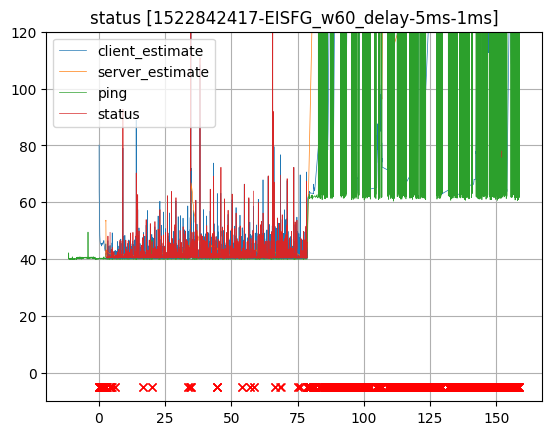 status [1522842417-EISFG_w60_delay-5ms-1ms]
120
100
80
60
40
20
0
client_estimate
server_estimate
ping
status
0 25 50 75 100 125 150